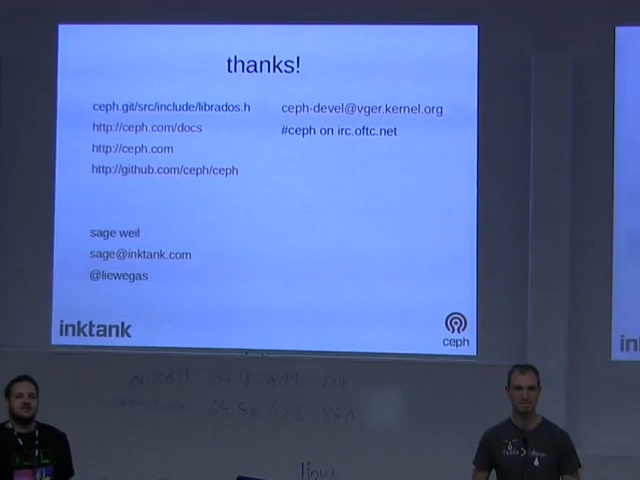 thanks!
ceph.git/src/include/librados.h
http://ceph.com/docs
http://ceph.com
http://github.com/ceph/ceph
ceph-devel@vger.kernel.org
#ceph on irc.oftc.net
sage weil
sage@inktank.com
@liewegas
inktank
ceph
in